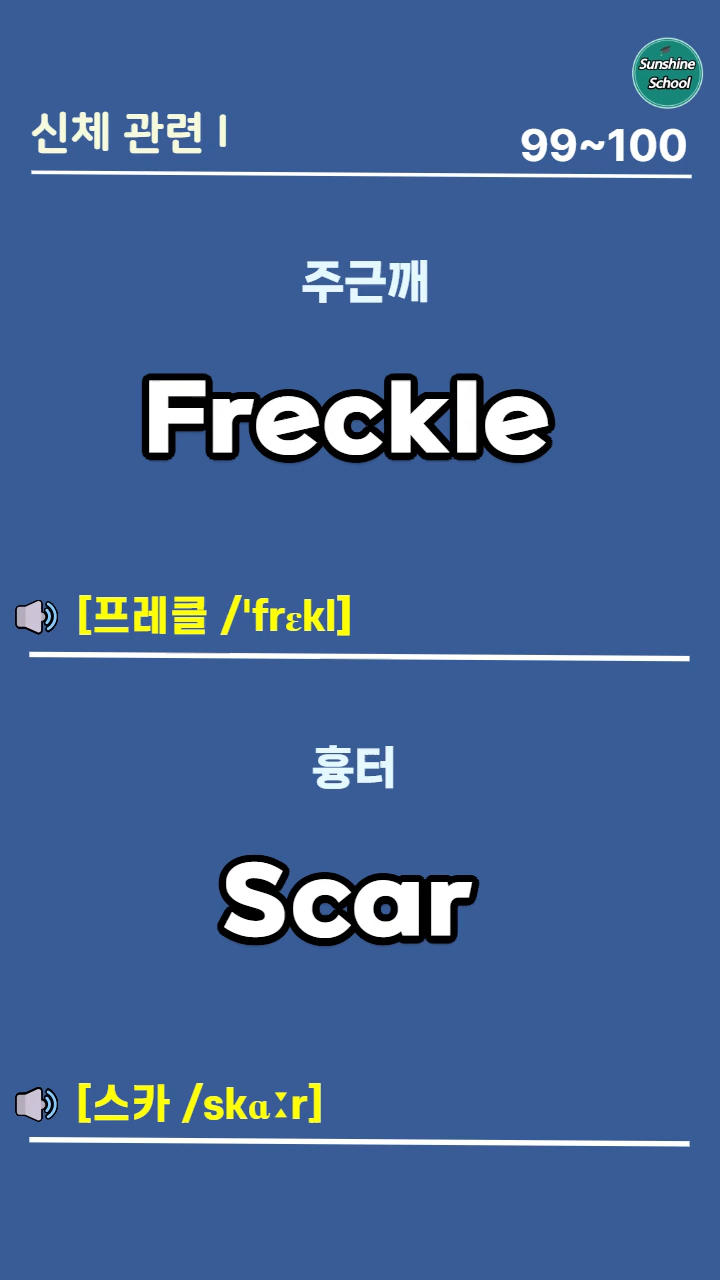 Sunshine
School
신체 관련 I
99~100
주근깨
Freckle
[프레클 /'frɛkl]
흉터
Scar
[스카 /skɑːr]